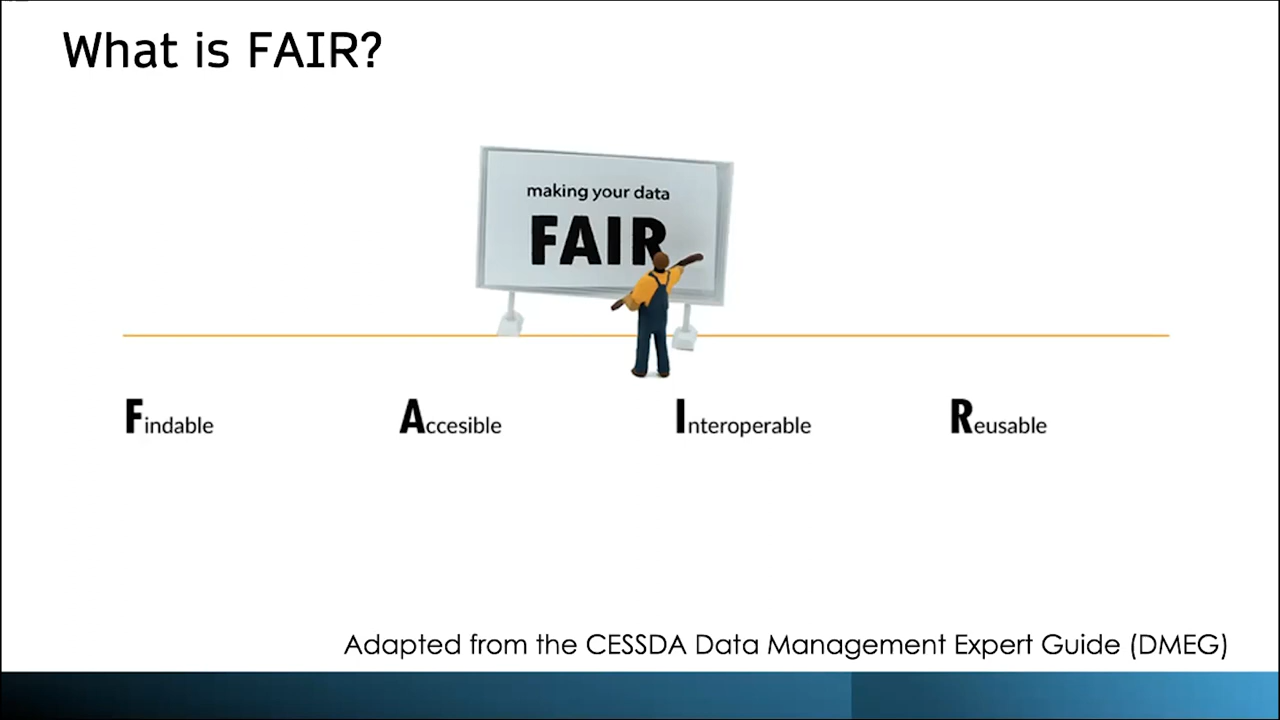 What is FAIR?
making your data
FAIR
Findable
Accesible
Interoperable
Reusable
Adapted from the CESSDA Data Management Expert Guide (DMEG)